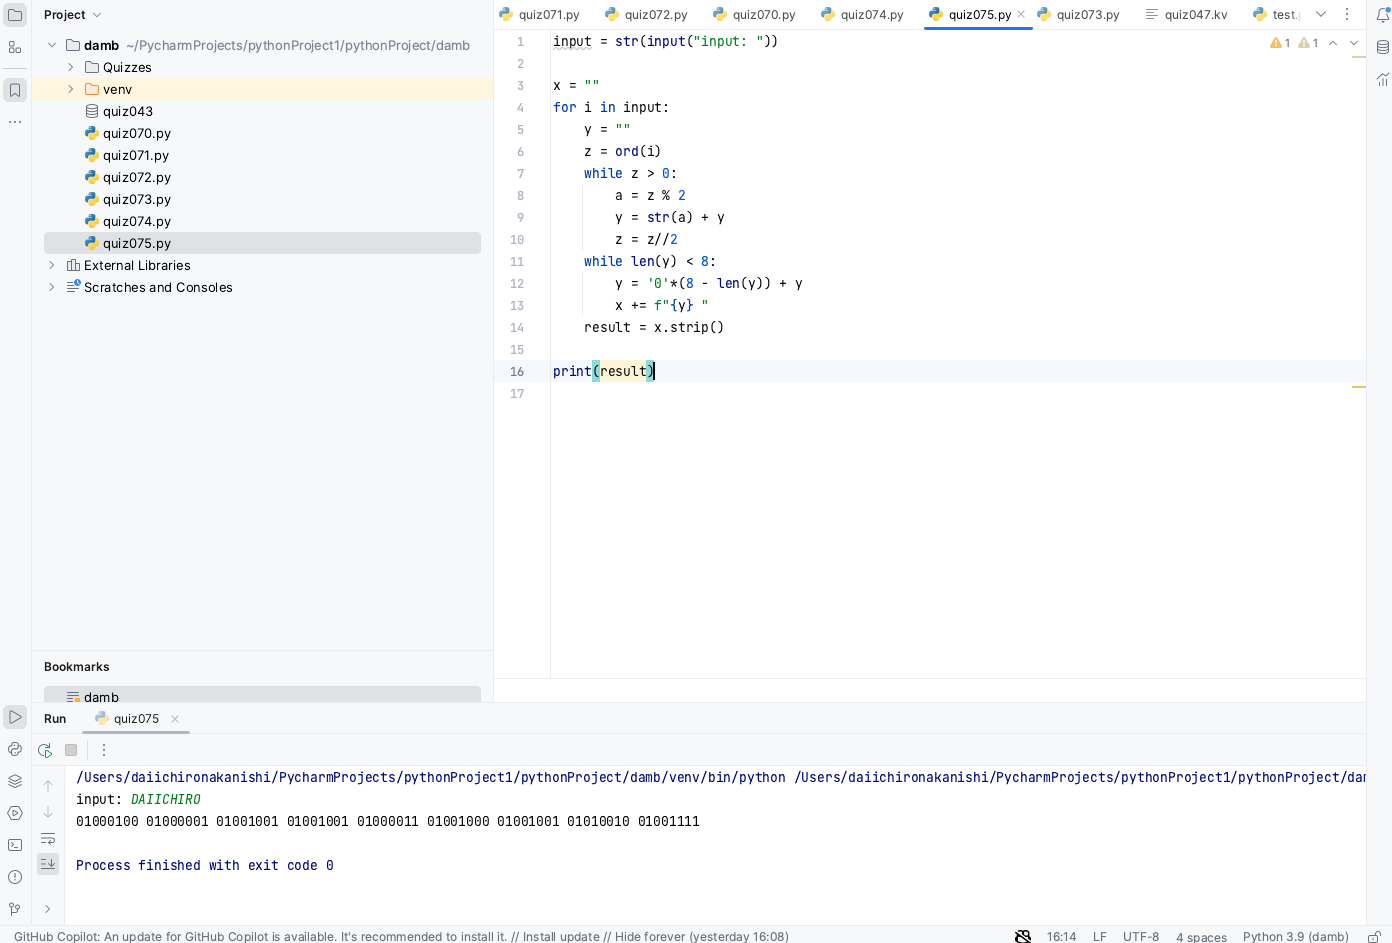 Project
quiz071.py quiz072.py quiz070.py quiz074.py quiz075.py quiz073.py quiz047.kv test.
damb ~/PycharmProjects/pythonProject1/pythonProject/damb
Quizzes
venv
quiz043
quiz070.py
quiz071.py
quiz072.py
quiz073.py
quiz074.py
quiz075.py
External Libraries
Scratches and Consoles
1 input = str(input("input: "))
1 1
2
3 x = ""
4 for i in input:
5     y = ""
6     z = ord(i)
7     while z > 0:
8         a = z % 2
9         y = str(a) + y
10         z = z//2
11     while len(y) < 8:
12         y = '0'*(8 - len(y)) + y
13         x += f"{y} "
14     result = x.strip()
15
16 print(result)
17
Bookmarks
damb
Run quiz075
/Users/daiichironakanishi/PycharmProjects/pythonProject1/pythonProject/damb/venv/bin/python /Users/daiichironakanishi/PycharmProjects/pythonProject1/pythonProject/dam
input: DAIICHIRO
01000100 01000001 01001001 01001001 01000011 01001000 01001001 01010010 01001111
Process finished with exit code 0
GitHub Copilot: An update for GitHub Copilot is available. It's recommended to install it. // Install update // Hide forever (yesterday 16:08) 16:14 LF UTF-8 4 spaces Python 3.9 (damb)